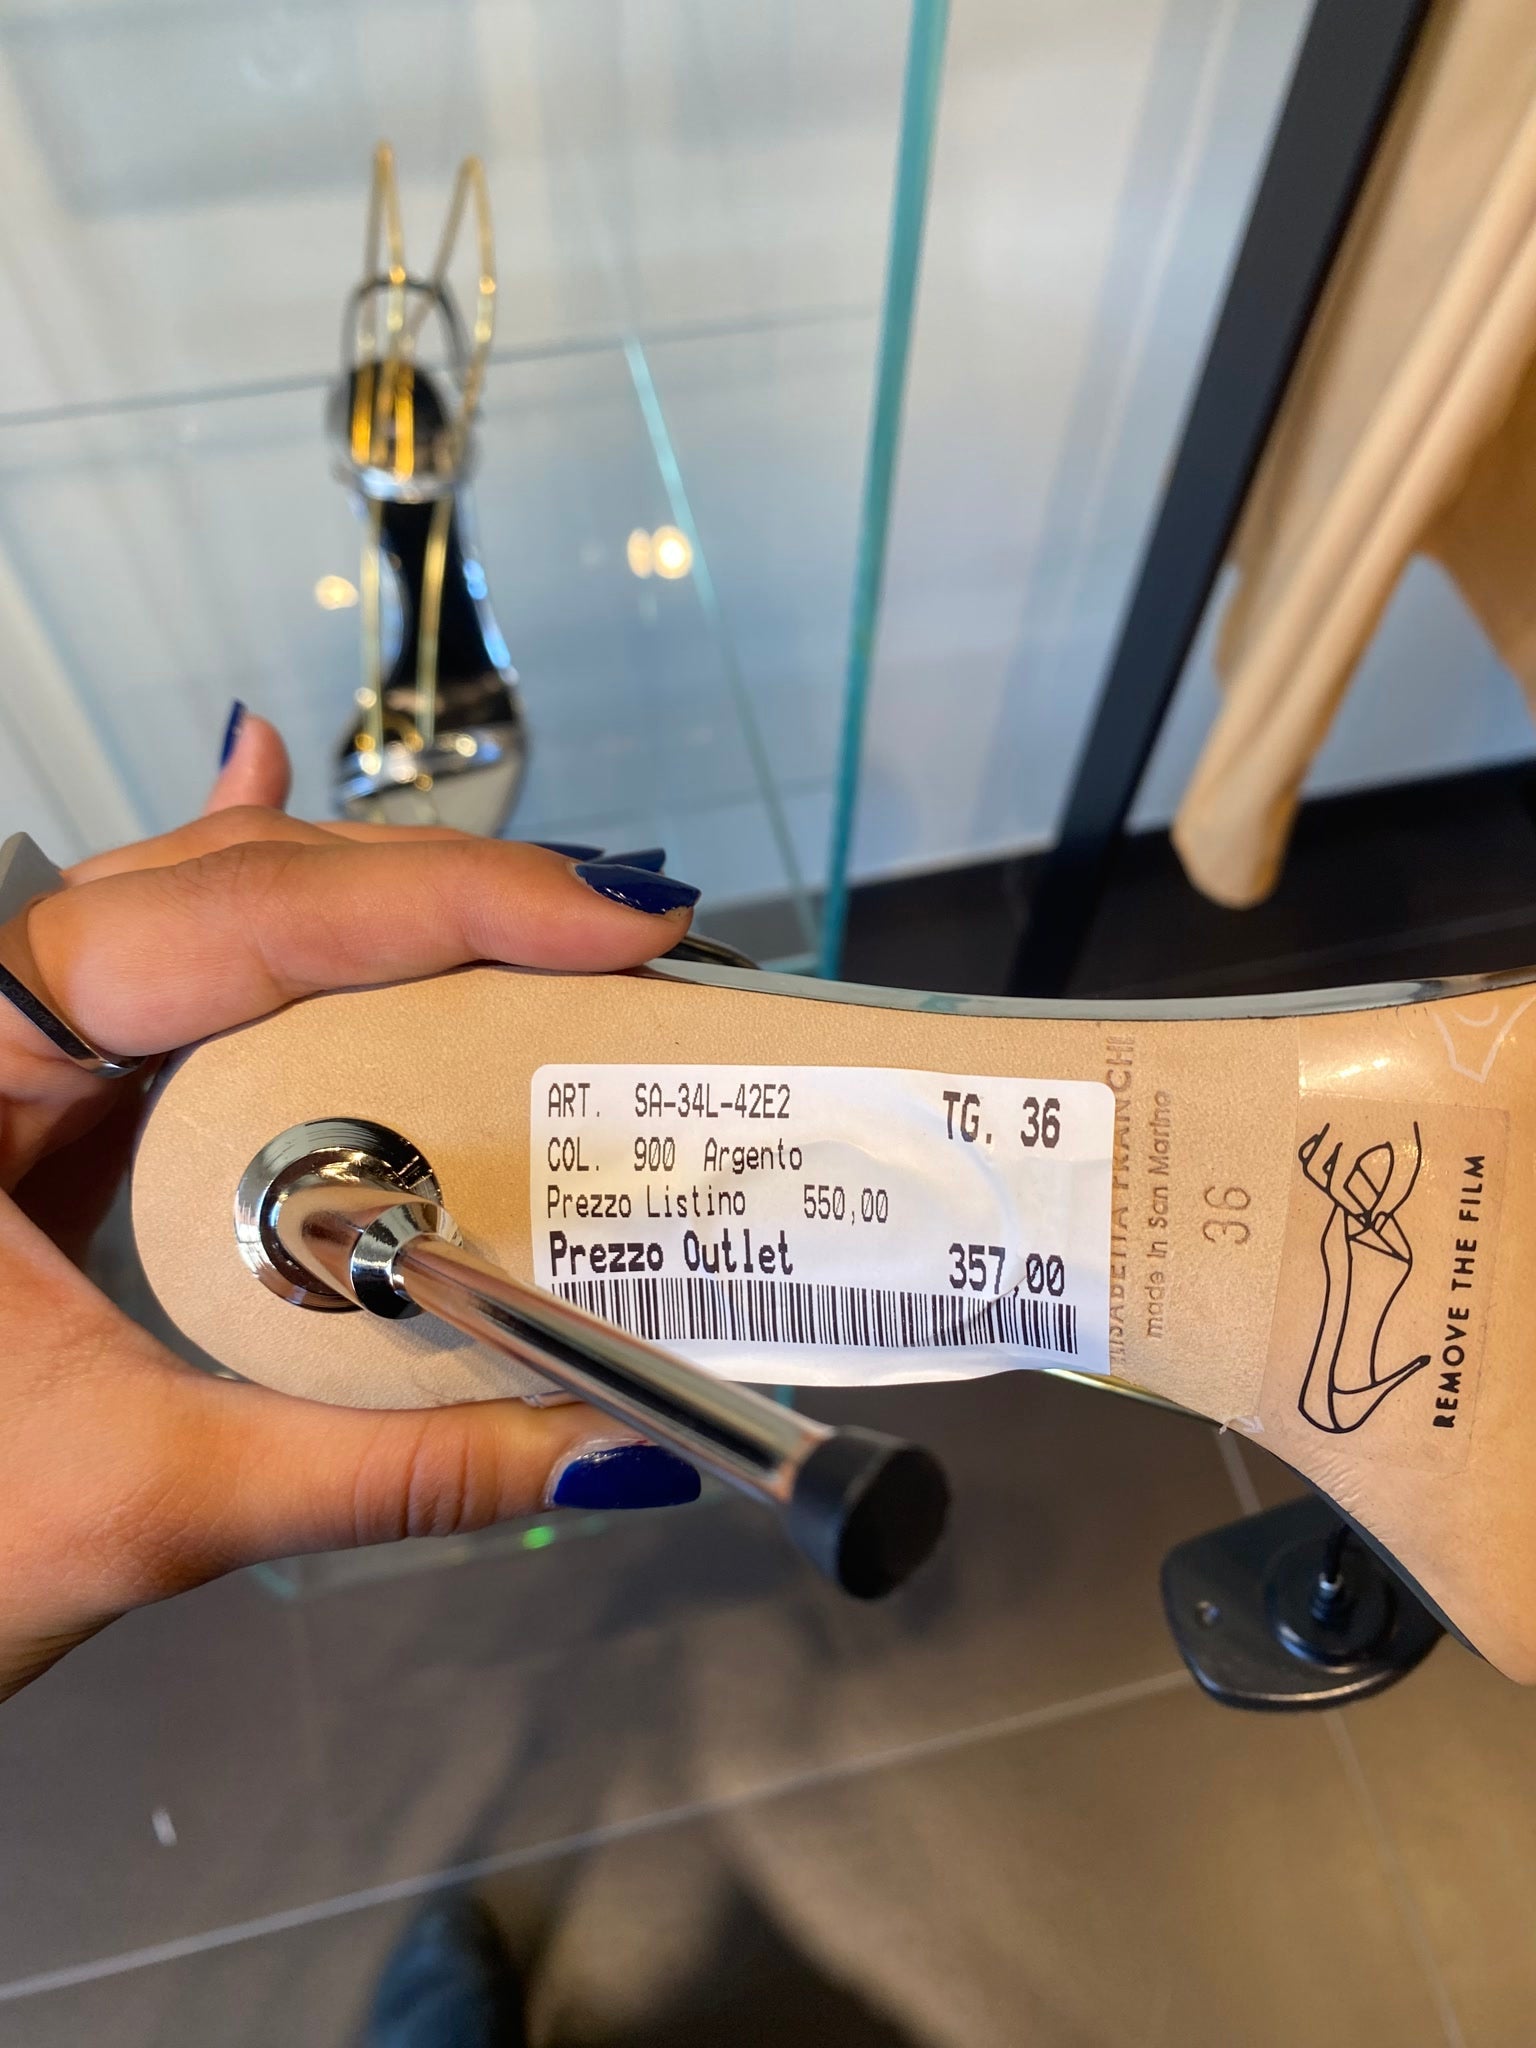 ART. SA-34L-42E2
TG. 36
COL. 900 Argento
Prezzo Listino 550,00
Prezzo Outlet 357,00
made in San Marino
36
REMOVE THE FILM